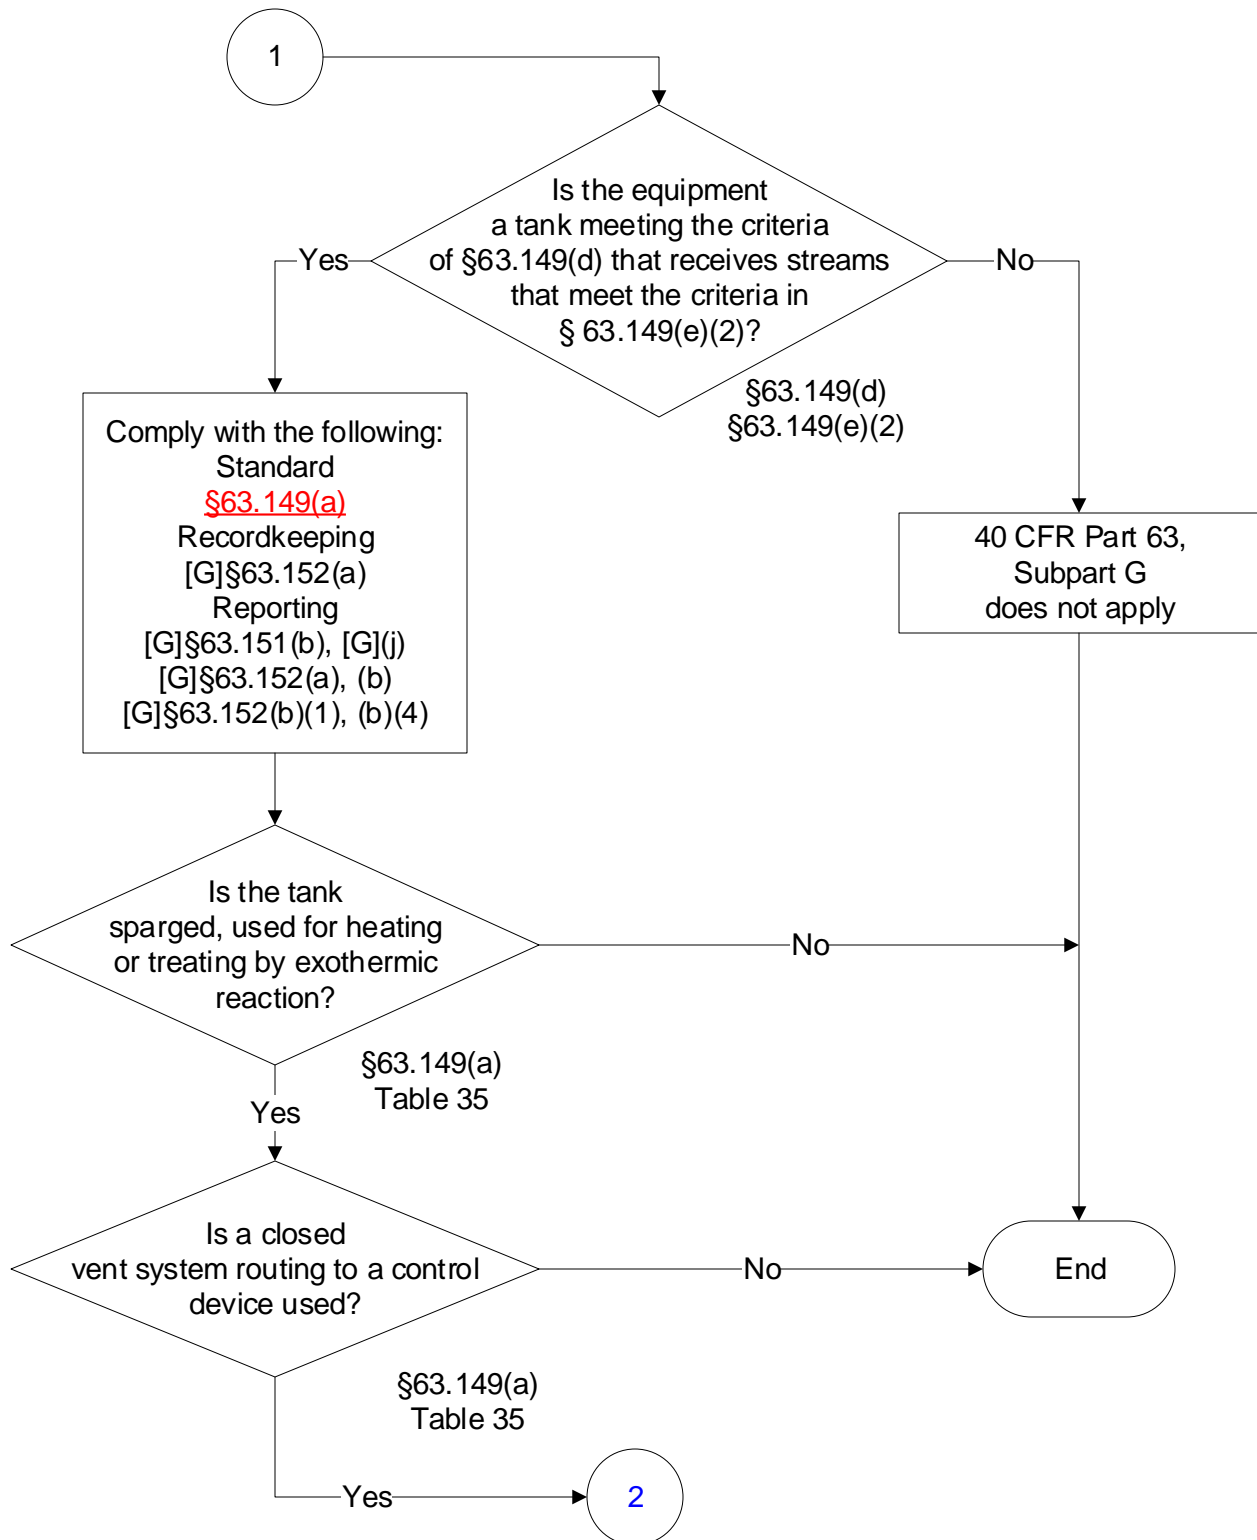 1
Is the equipment
a tank meeting the criteria
of §63.149(d) that receives streams
that meet the criteria in
§ 63.149(e)(2)?
Yes
No
§63.149(d)
§63.149(e)(2)
Comply with the following:
Standard
§63.149(a)
Recordkeeping
[G]§63.152(a)
Reporting
[G]§63.151(b), [G](j)
[G]§63.152(a), (b)
[G]§63.152(b)(1), (b)(4)
40 CFR Part 63,
Subpart G
does not apply
Is the tank
sparged, used for heating
or treating by exothermic
reaction?
No
§63.149(a)
Table 35
Yes
Is a closed
vent system routing to a control
device used?
No
End
§63.149(a)
Table 35
Yes
2